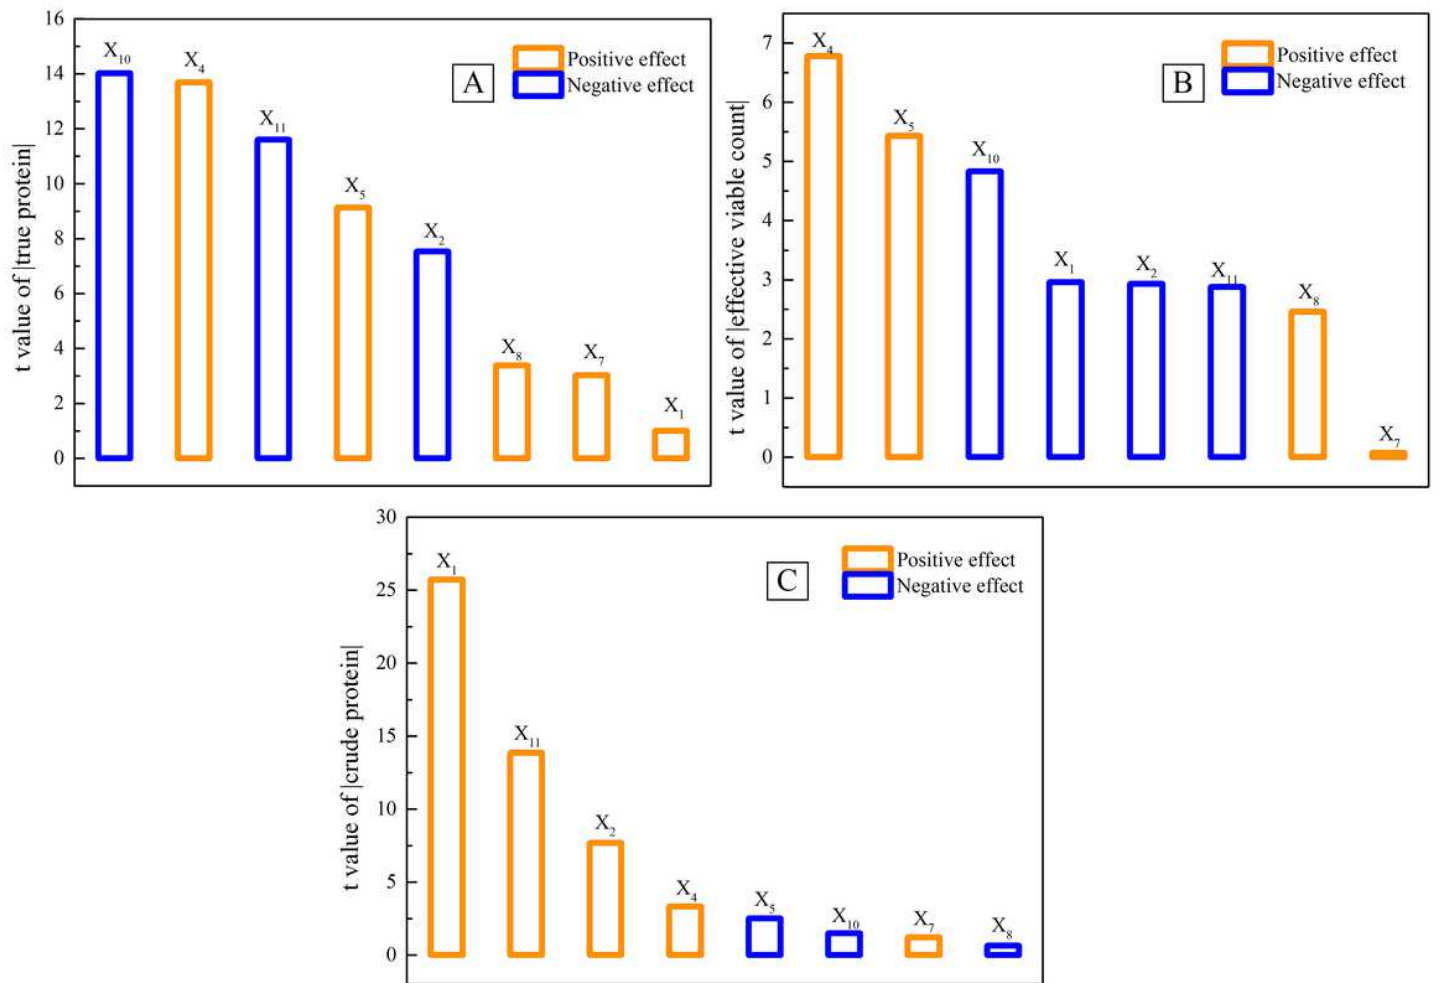 t value of |true protein|
16
14
12
10
8
6
4
2
0
X10
X4
X11
X5
X2
X8
X7
X1
A
Positive effect
Negative effect
t value of |effective viable count|
7
6
5
4
3
2
1
0
X4
X5
X10
X1
X2
X11
X8
X7
B
Positive effect
Negative effect
t value of |crude protein|
30
25
20
15
10
5
0
X1
X11
X2
X4
X5
X10
X7
X8
C
Positive effect
Negative effect